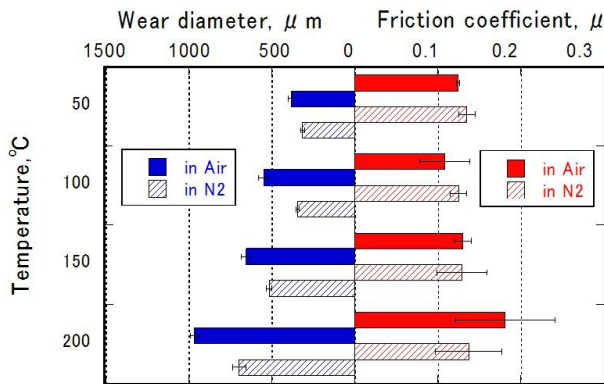 Wear diameter, μ m Friction coefficient, μ
1500 1000 500 0 0.1 0.2 0.3
Temperature,°C
50
100
150
200
in Air
in N2
in Air
in N2